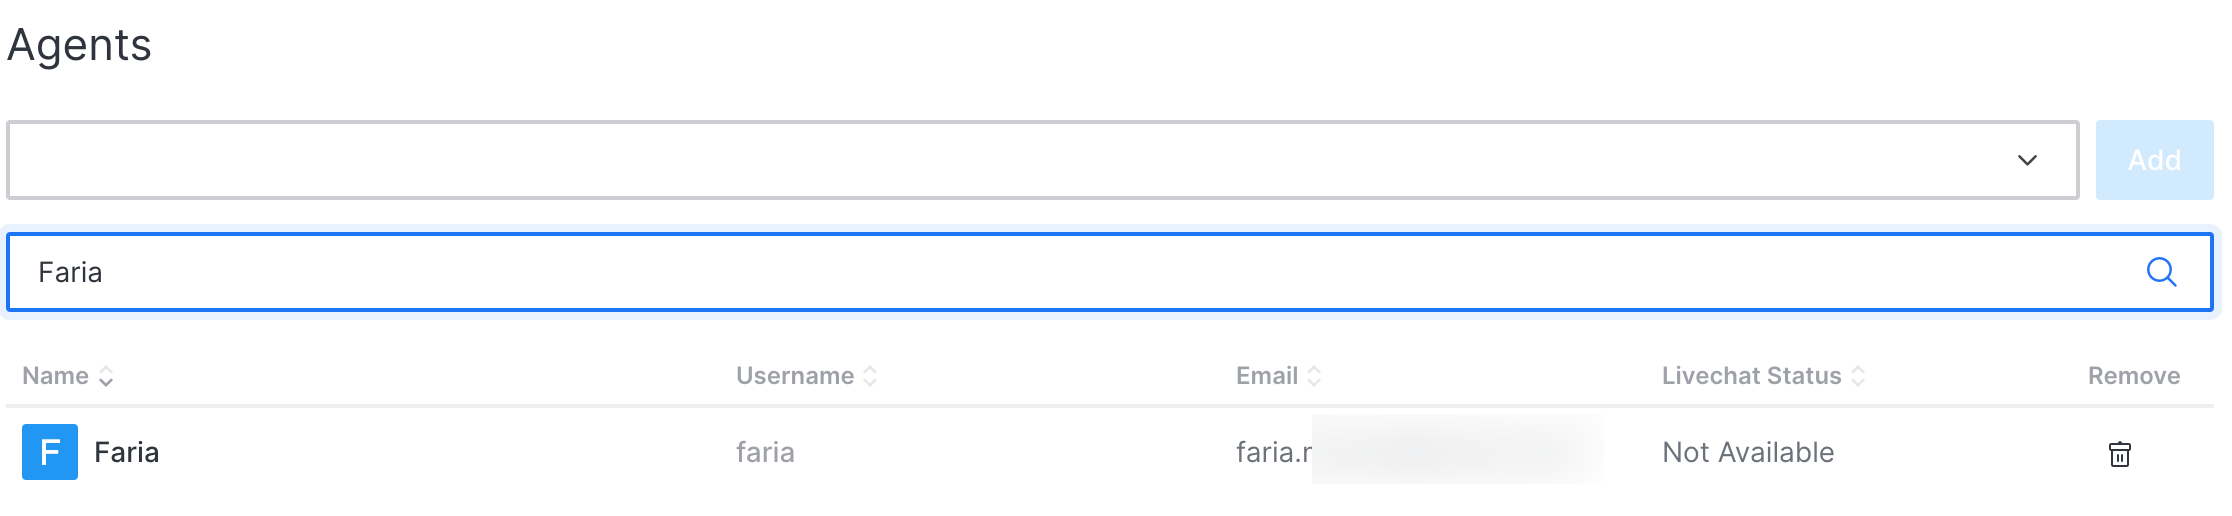 Agents
Add
Faria
Name Username Email Livechat Status Remove
F Faria faria faria.r Not Available